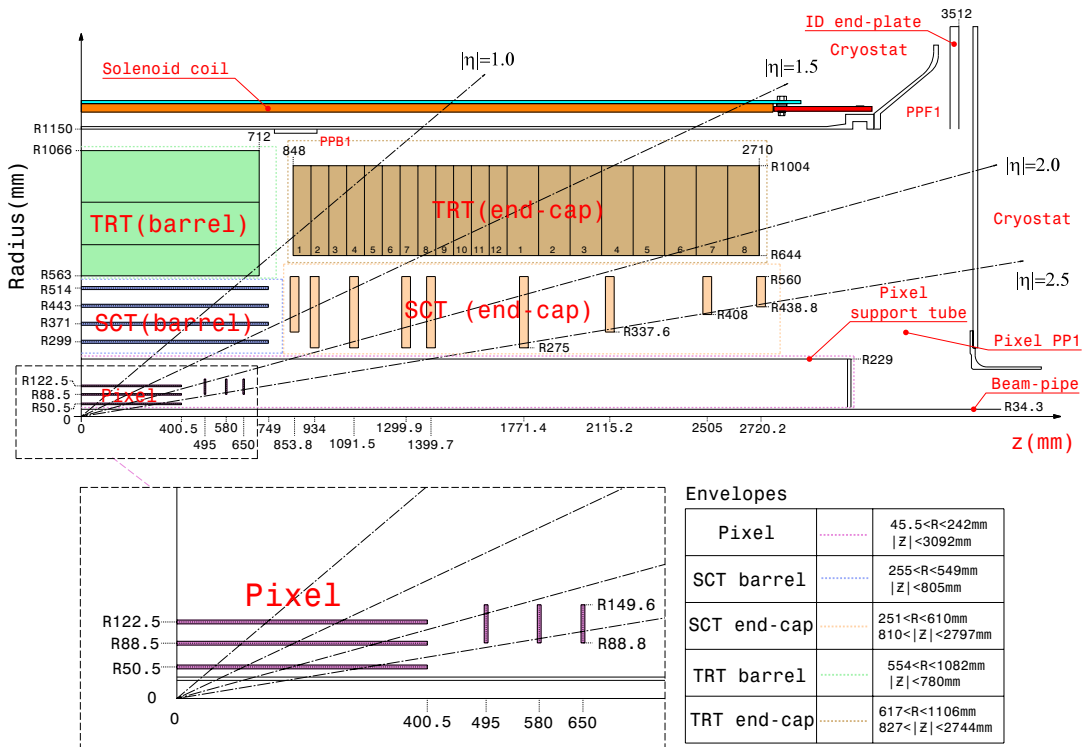 ID end-plate
3512
Cryostat
Solenoid coil
|η|=1.0
|η|=1.5
PPF1
R1150
712
PPB1
R1066
848
2710
R1004
|η|=2.0
TRT(barrel)
TRT(end-cap)
Cryostat
1 2 3 4 5 6 7 8 9 10 11 12 1 2 3 4 5 6 7 8
R644
Radius(mm)
R563
R514
R443
R371
R299
SCT(barrel)
SCT (end-cap)
R560
R438.8
R408
R337.6
R275
|η|=2.5
Pixel
support tube
Pixel PP1
R229
R122.5
R88.5
R50.5
0
Pixel
Beam-pipe
R34.3
0
400.5
495
580
650
749
853.8
934
1091.5
1299.9
1399.7
1771.4
2115.2
2505
2720.2
z(mm)
Pixel
R122.5
R88.5
R50.5
0
R149.6
R88.8
0
400.5
495
580
650
Envelopes
Pixel
45.5<R<242mm
|Z|<3092mm
SCT barrel
255<R<549mm
|Z|<805mm
SCT end-cap
251<R<610mm
810<|Z|<2797mm
TRT barrel
554<R<1082mm
|Z|<780mm
TRT end-cap
617<R<1106mm
827<|Z|<2744mm